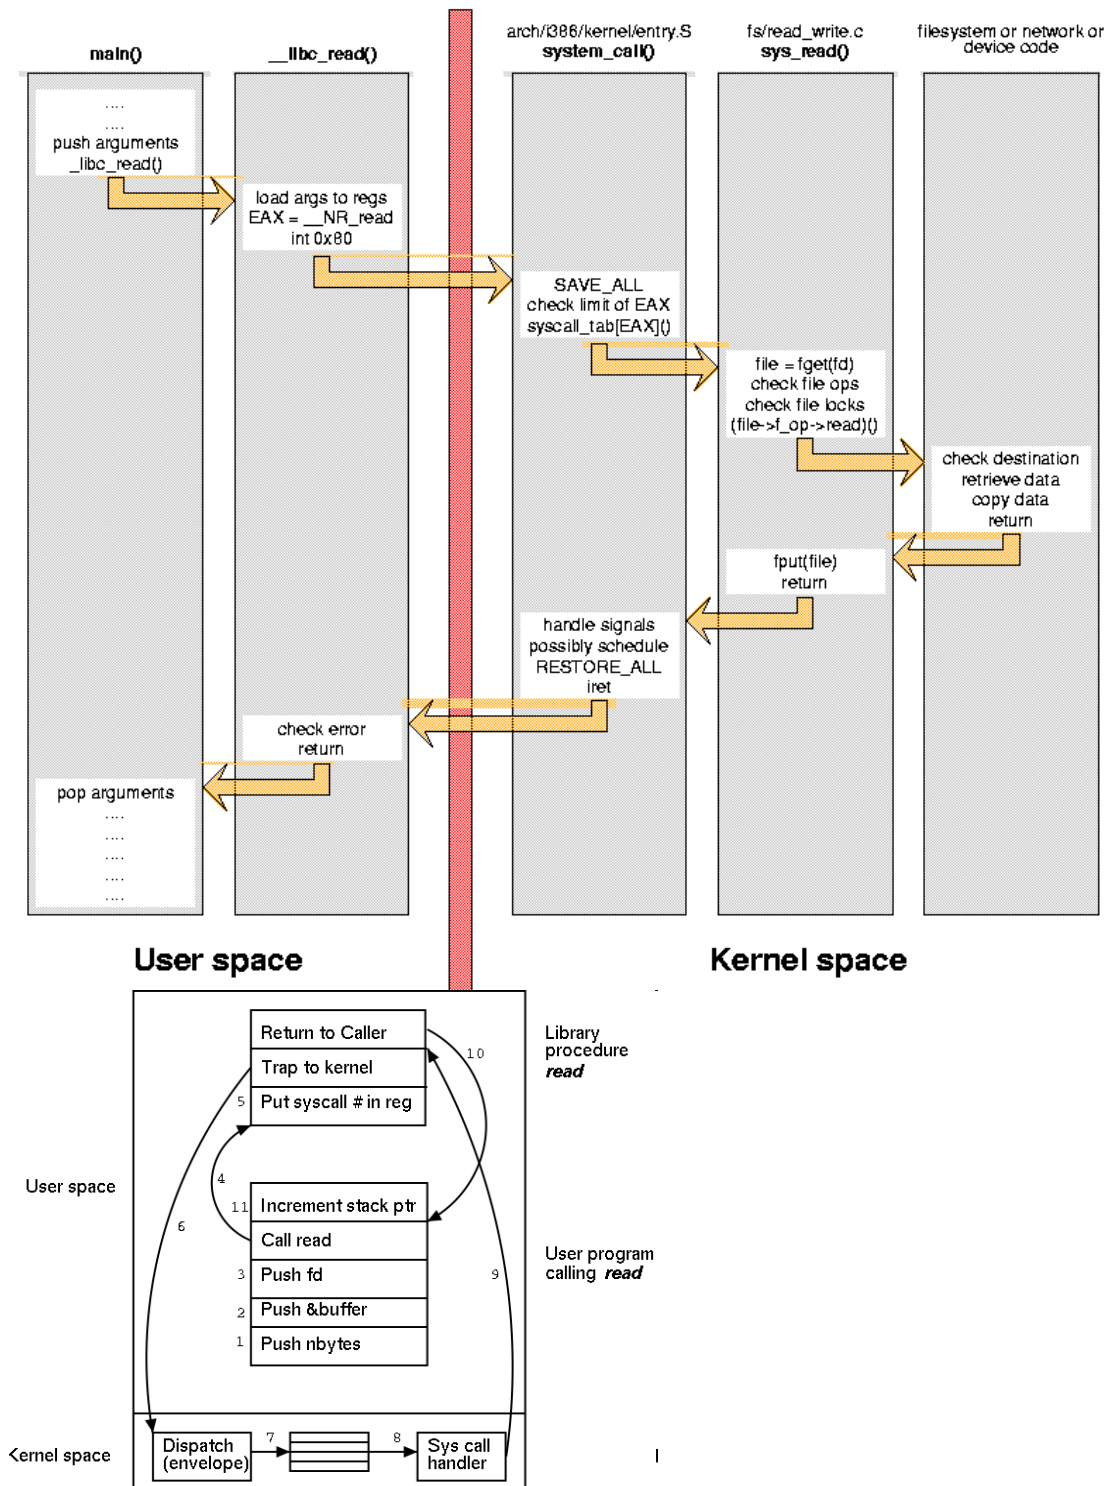 main()
__libc_read()
arch/i386/kernel/entry.S
system_call()
fs/read_write.c
sys_read()
filesystem or network or
device code
....
....
push arguments
_libc_read()
load args to regs
EAX = __NR_read
int 0x80
SAVE_ALL
check limit of EAX
syscall_tab[EAX]()
file = fget(fd)
check file ops
check file locks
(file->f_op->read)()
check destination
retrieve data
copy data
return
fput(file)
return
handle signals
possibly schedule
RESTORE_ALL
iret
check error
return
pop arguments
....
....
....
....
....
User space
Kernel space
Return to Caller
Trap to kernel
5 Put syscall # in reg
10
Library
procedure
read
4
User space
6
11 Increment stack ptr
Call read
3 Push fd
2 Push &buffer
1 Push nbytes
9
User program
calling read
Kernel space
Dispatch
(envelope)
7
8
Sys call
handler